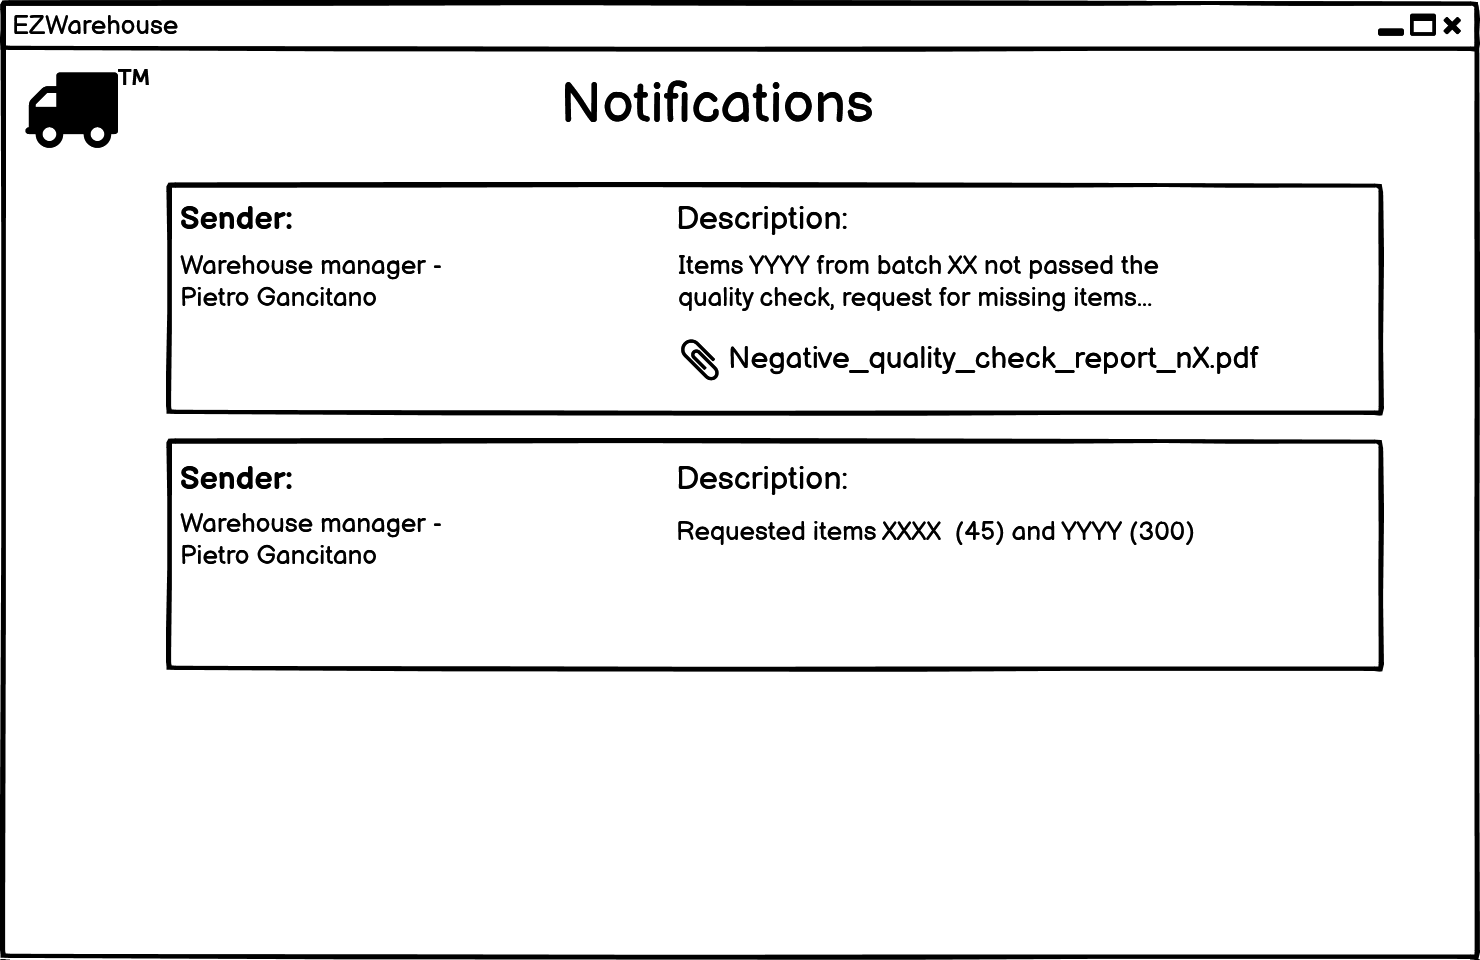 EZWarehouse
TM
Notifications
Sender:
Warehouse manager -
Pietro Gancitano
Description:
Items YYYY from batch XX not passed the
quality check, request for missing items...
Negative_quality_check_report_nX.pdf
Sender:
Warehouse manager -
Pietro Gancitano
Description:
Requested items XXXX (45) and YYYY (300)